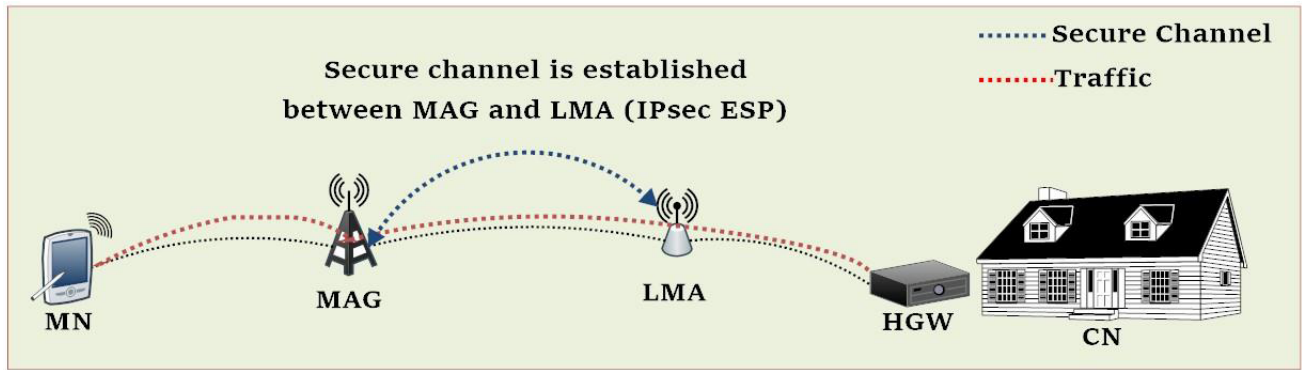 Secure Channel
Traffic
Secure channel is established
between MAG and LMA (IPsec ESP)
MN
MAG
LMA
HGW
CN